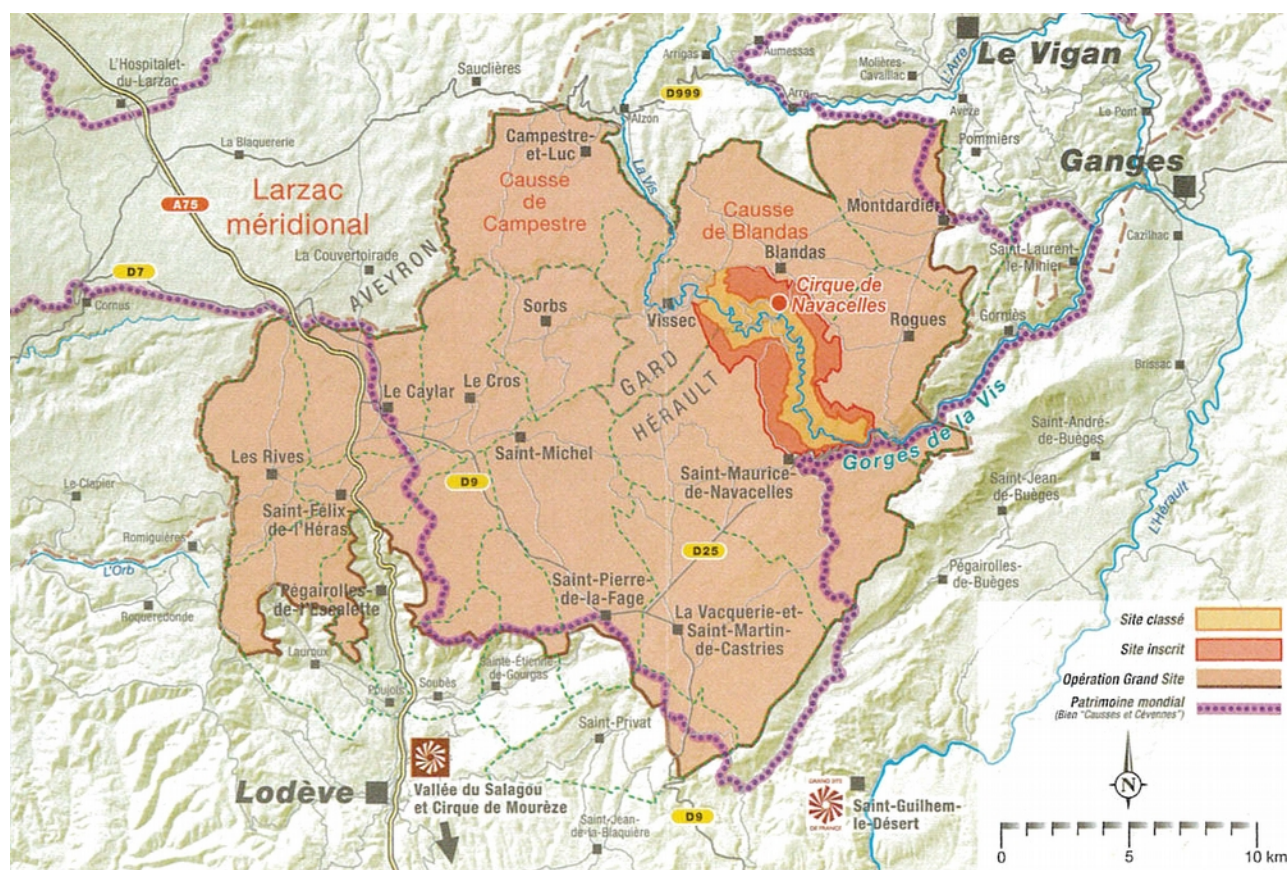 L'Hospitalet-
du-Larzac
Sauclières
Arrigas
Aumessas
Molières-
Cavaillac
L'Arre
Le Vigan
D999
Arre
Avèze
Le Pont
Alzon
La Blaquererie
Campestre-
et-Luc
Pommiers
Ganges
La Vis
Larzac
méridional
A75
Causse
de
Campestre
Causse
de Blandas
Montdardier
La Couvertoirade
AVEYRON
Blandas
Saint-Laurent-
le-Minier
Cazilhac
D7
Cornus
Sorbs
Vissec
Cirque de
Navacelles
Rogues
Gorniès
GARD
HÉRAULT
Brissac
Le Caylar
Le Cros
Gorges de la Vis
Saint-André-
de-Buèges
Les Rives
Saint-Michel
Saint-Maurice-
de-Navacelles
Saint-Jean-
de-Buèges
Le Clapier
D9
Saint-Félix-
de-l'Héras
L'Hérault
Romiguières
D25
L'Orb
Pégairolles-
de-l'Escalette
Saint-Pierre-
de-la-Fage
Pégairolles-
de-Buèges
Roqueredonde
La Vacquerie-et-
Saint-Martin-
de-Castries
Lauroux
Poujols
Soubès
Sainte-Étienne-
de-Gourgas
Saint-Privat
Site classé
Site inscrit
Opération Grand Site
Patrimoine mondial
(Bien "Causses et Cévennes")
Lodève
Vallée du Salagou
et Cirque de Mourèze
D9
Saint-Jean-
de-la-Blaquière
GRAND SITE
DE FRANCE
Saint-Guilhem-
le-Désert
N
0 5 10 km